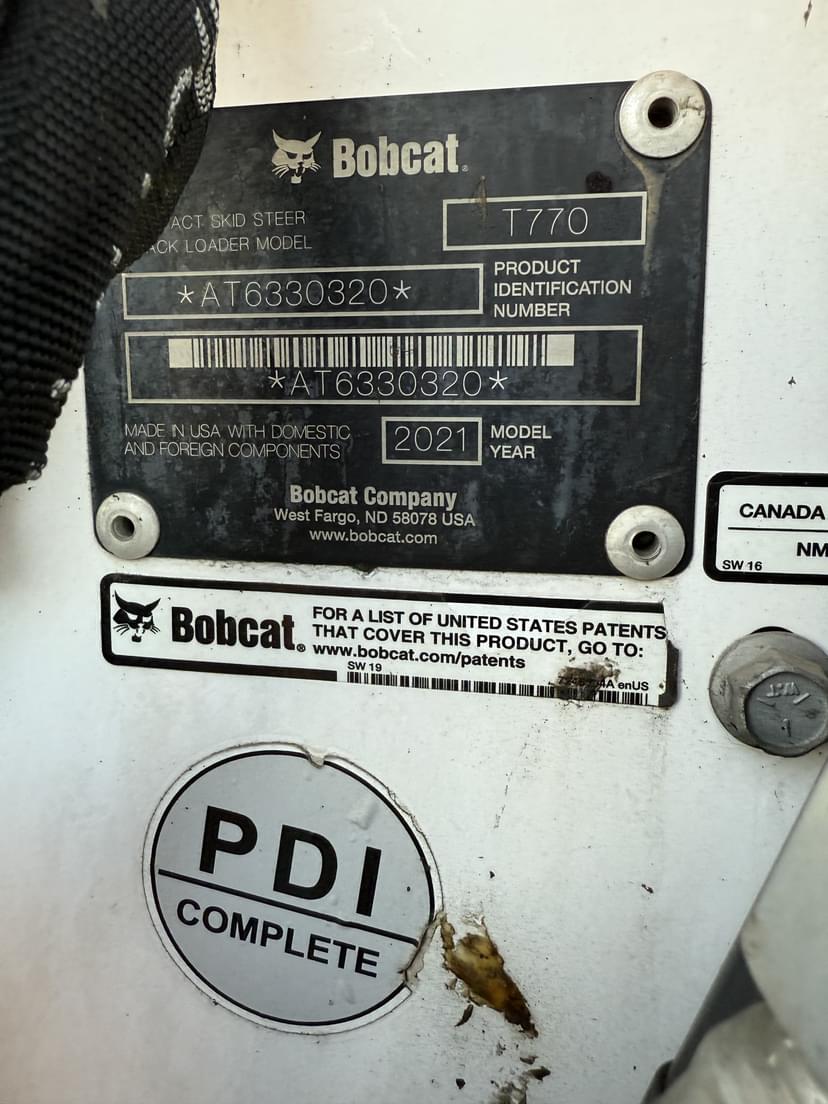 Bobcat®
ACT SKID STEER T770
ACK LOADER MODEL
*AT6330320* PRODUCT
IDENTIFICATION
NUMBER
*AT6330320*
MADE IN USA WITH DOMESTIC
AND FOREIGN COMPONENTS
2021 MODEL
YEAR
Bobcat Company
West Fargo, ND 58078 USA
www.bobcat.com
CANADA
NM
SW 16
Bobcat®
FOR A LIST OF UNITED STATES PATENTS
THAT COVER THIS PRODUCT, GO TO:
www.bobcat.com/patents
SW 19
enUS
PDI
COMPLETE